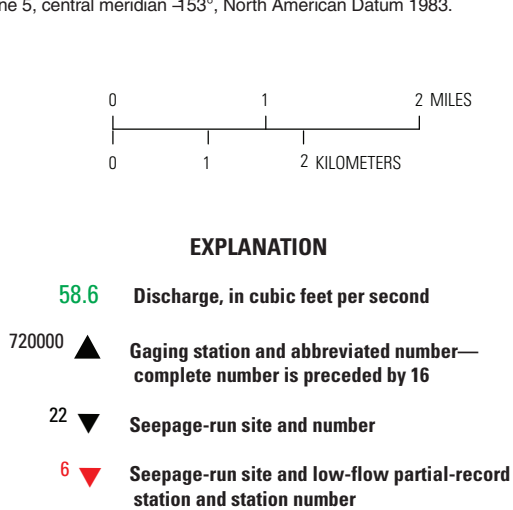 ne 5, central meridian -153°, North American Datum 1983.
0 1 2 MILES
0 1 2 KILOMETERS
EXPLANATION
58.6 Discharge, in cubic feet per second
720000 Gaging station and abbreviated number—
complete number is preceded by 16
22 Seepage-run site and number
6 Seepage-run site and low-flow partial-record
station and station number